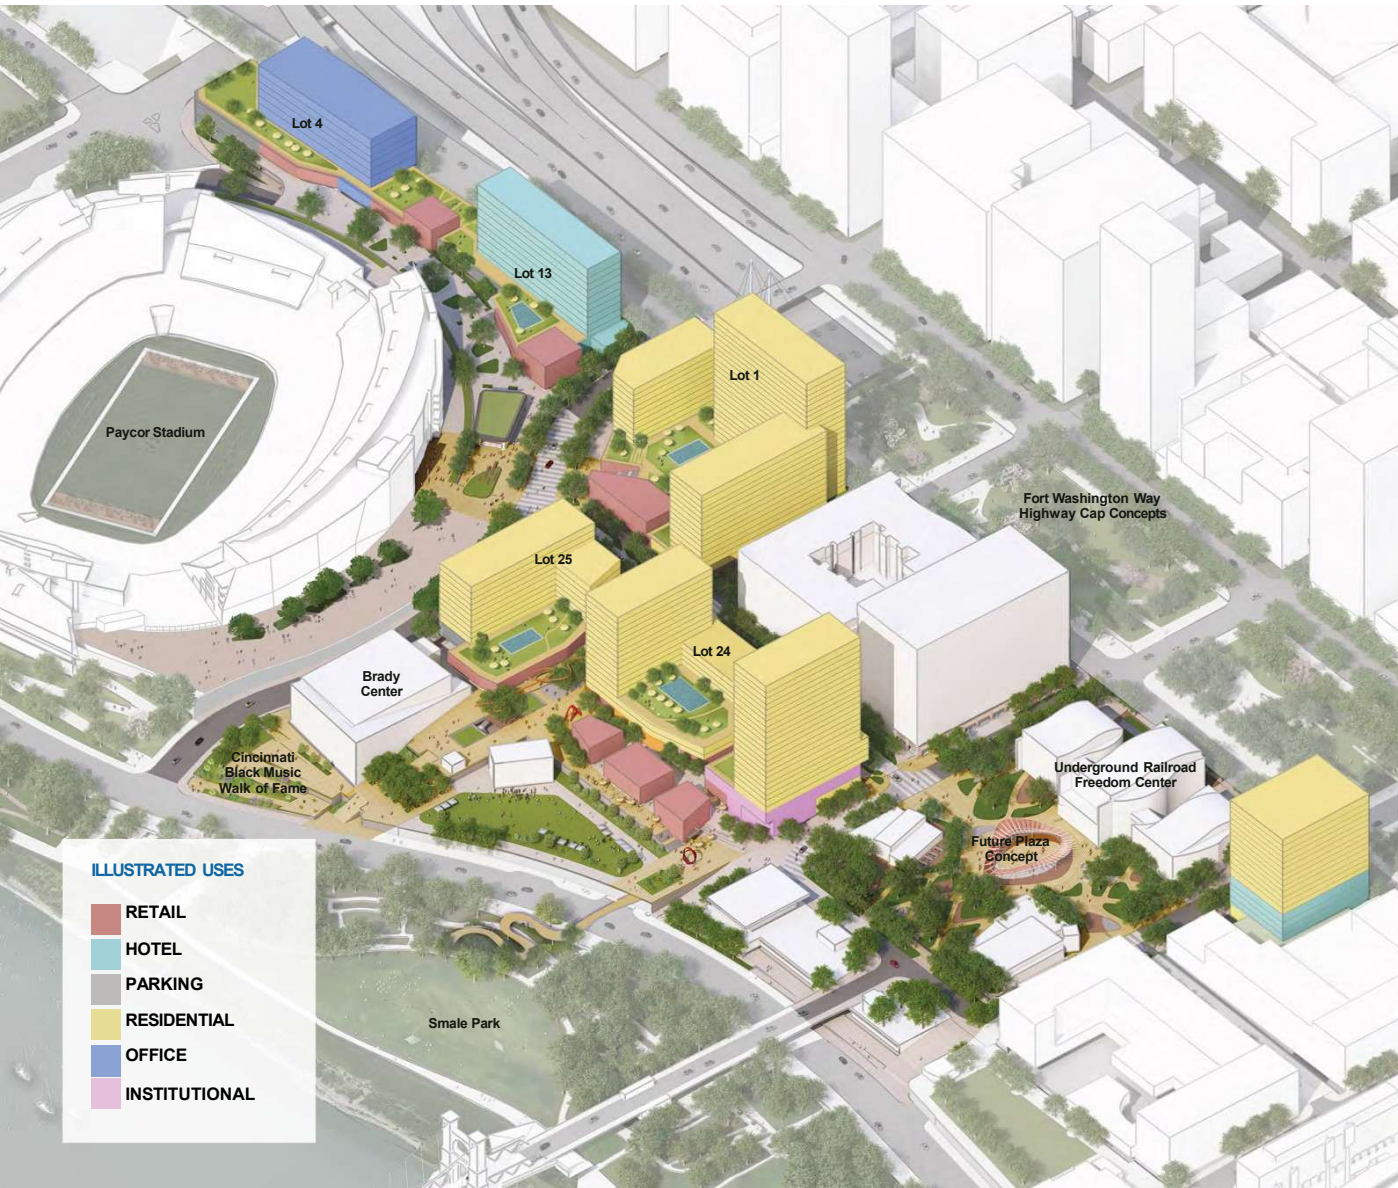 Lot 4
Lot 13
Lot 1
Paycor Stadium
Fort Washington Way
Highway Cap Concepts
Lot 25
Lot 24
Brady
Center
Cincinnati
Black Music
Walk of Fame
Underground Railroad
Freedom Center
Future Plaza
Concept
ILLUSTRATED USES
RETAIL
HOTEL
PARKING
RESIDENTIAL
OFFICE
INSTITUTIONAL
Smale Park